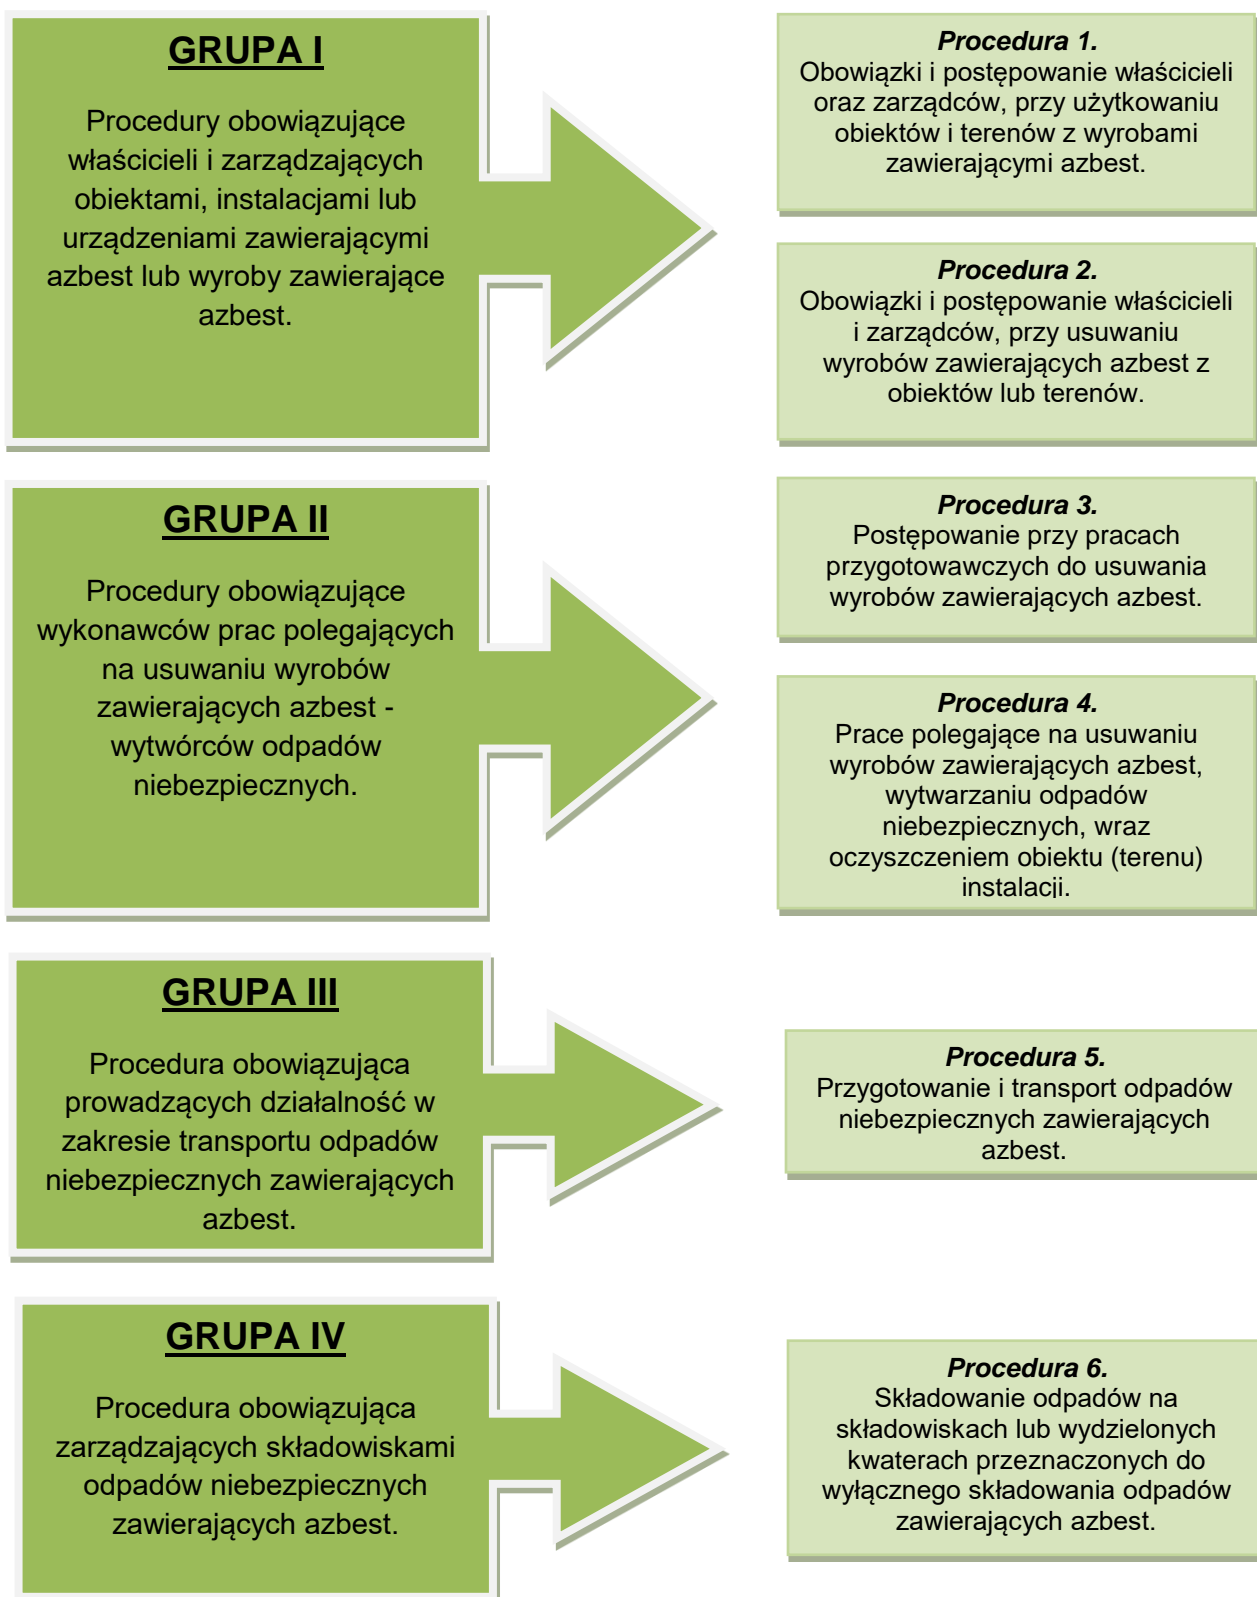 GRUPA I
Procedury obowiązujące
właścicieli i zarządzających
obiektami, instalacjami lub
urządzeniami zawierającymi
azbest lub wyroby zawierające
azbest.
Procedura 1.
Obowiązki i postępowanie właścicieli
oraz zarządców, przy użytkowaniu
obiektów i terenów z wyrobami
zawierającymi azbest.
Procedura 2.
Obowiązki i postępowanie właścicieli
i zarządców, przy usuwaniu
wyrobów zawierających azbest z
obiektów lub terenów.
GRUPA II
Procedury obowiązujące
wykonawców prac polegających
na usuwaniu wyrobów
zawierających azbest -
wytwórców odpadów
niebezpiecznych.
Procedura 3.
Postępowanie przy pracach
przygotowawczych do usuwania
wyrobów zawierających azbest.
Procedura 4.
Prace polegające na usuwaniu
wyrobów zawierających azbest,
wytwarzaniu odpadów
niebezpiecznych, wraz
oczyszczeniem obiektu (terenu)
instalacji.
GRUPA III
Procedura obowiązująca
prowadzących działalność w
zakresie transportu odpadów
niebezpiecznych zawierających
azbest.
Procedura 5.
Przygotowanie i transport odpadów
niebezpiecznych zawierających
azbest.
GRUPA IV
Procedura obowiązująca
zarządzających składowiskami
odpadów niebezpiecznych
zawierających azbest.
Procedura 6.
Składowanie odpadów na
składowiskach lub wydzielonych
kwaterach przeznaczonych do
wyłącznego składowania odpadów
zawierających azbest.